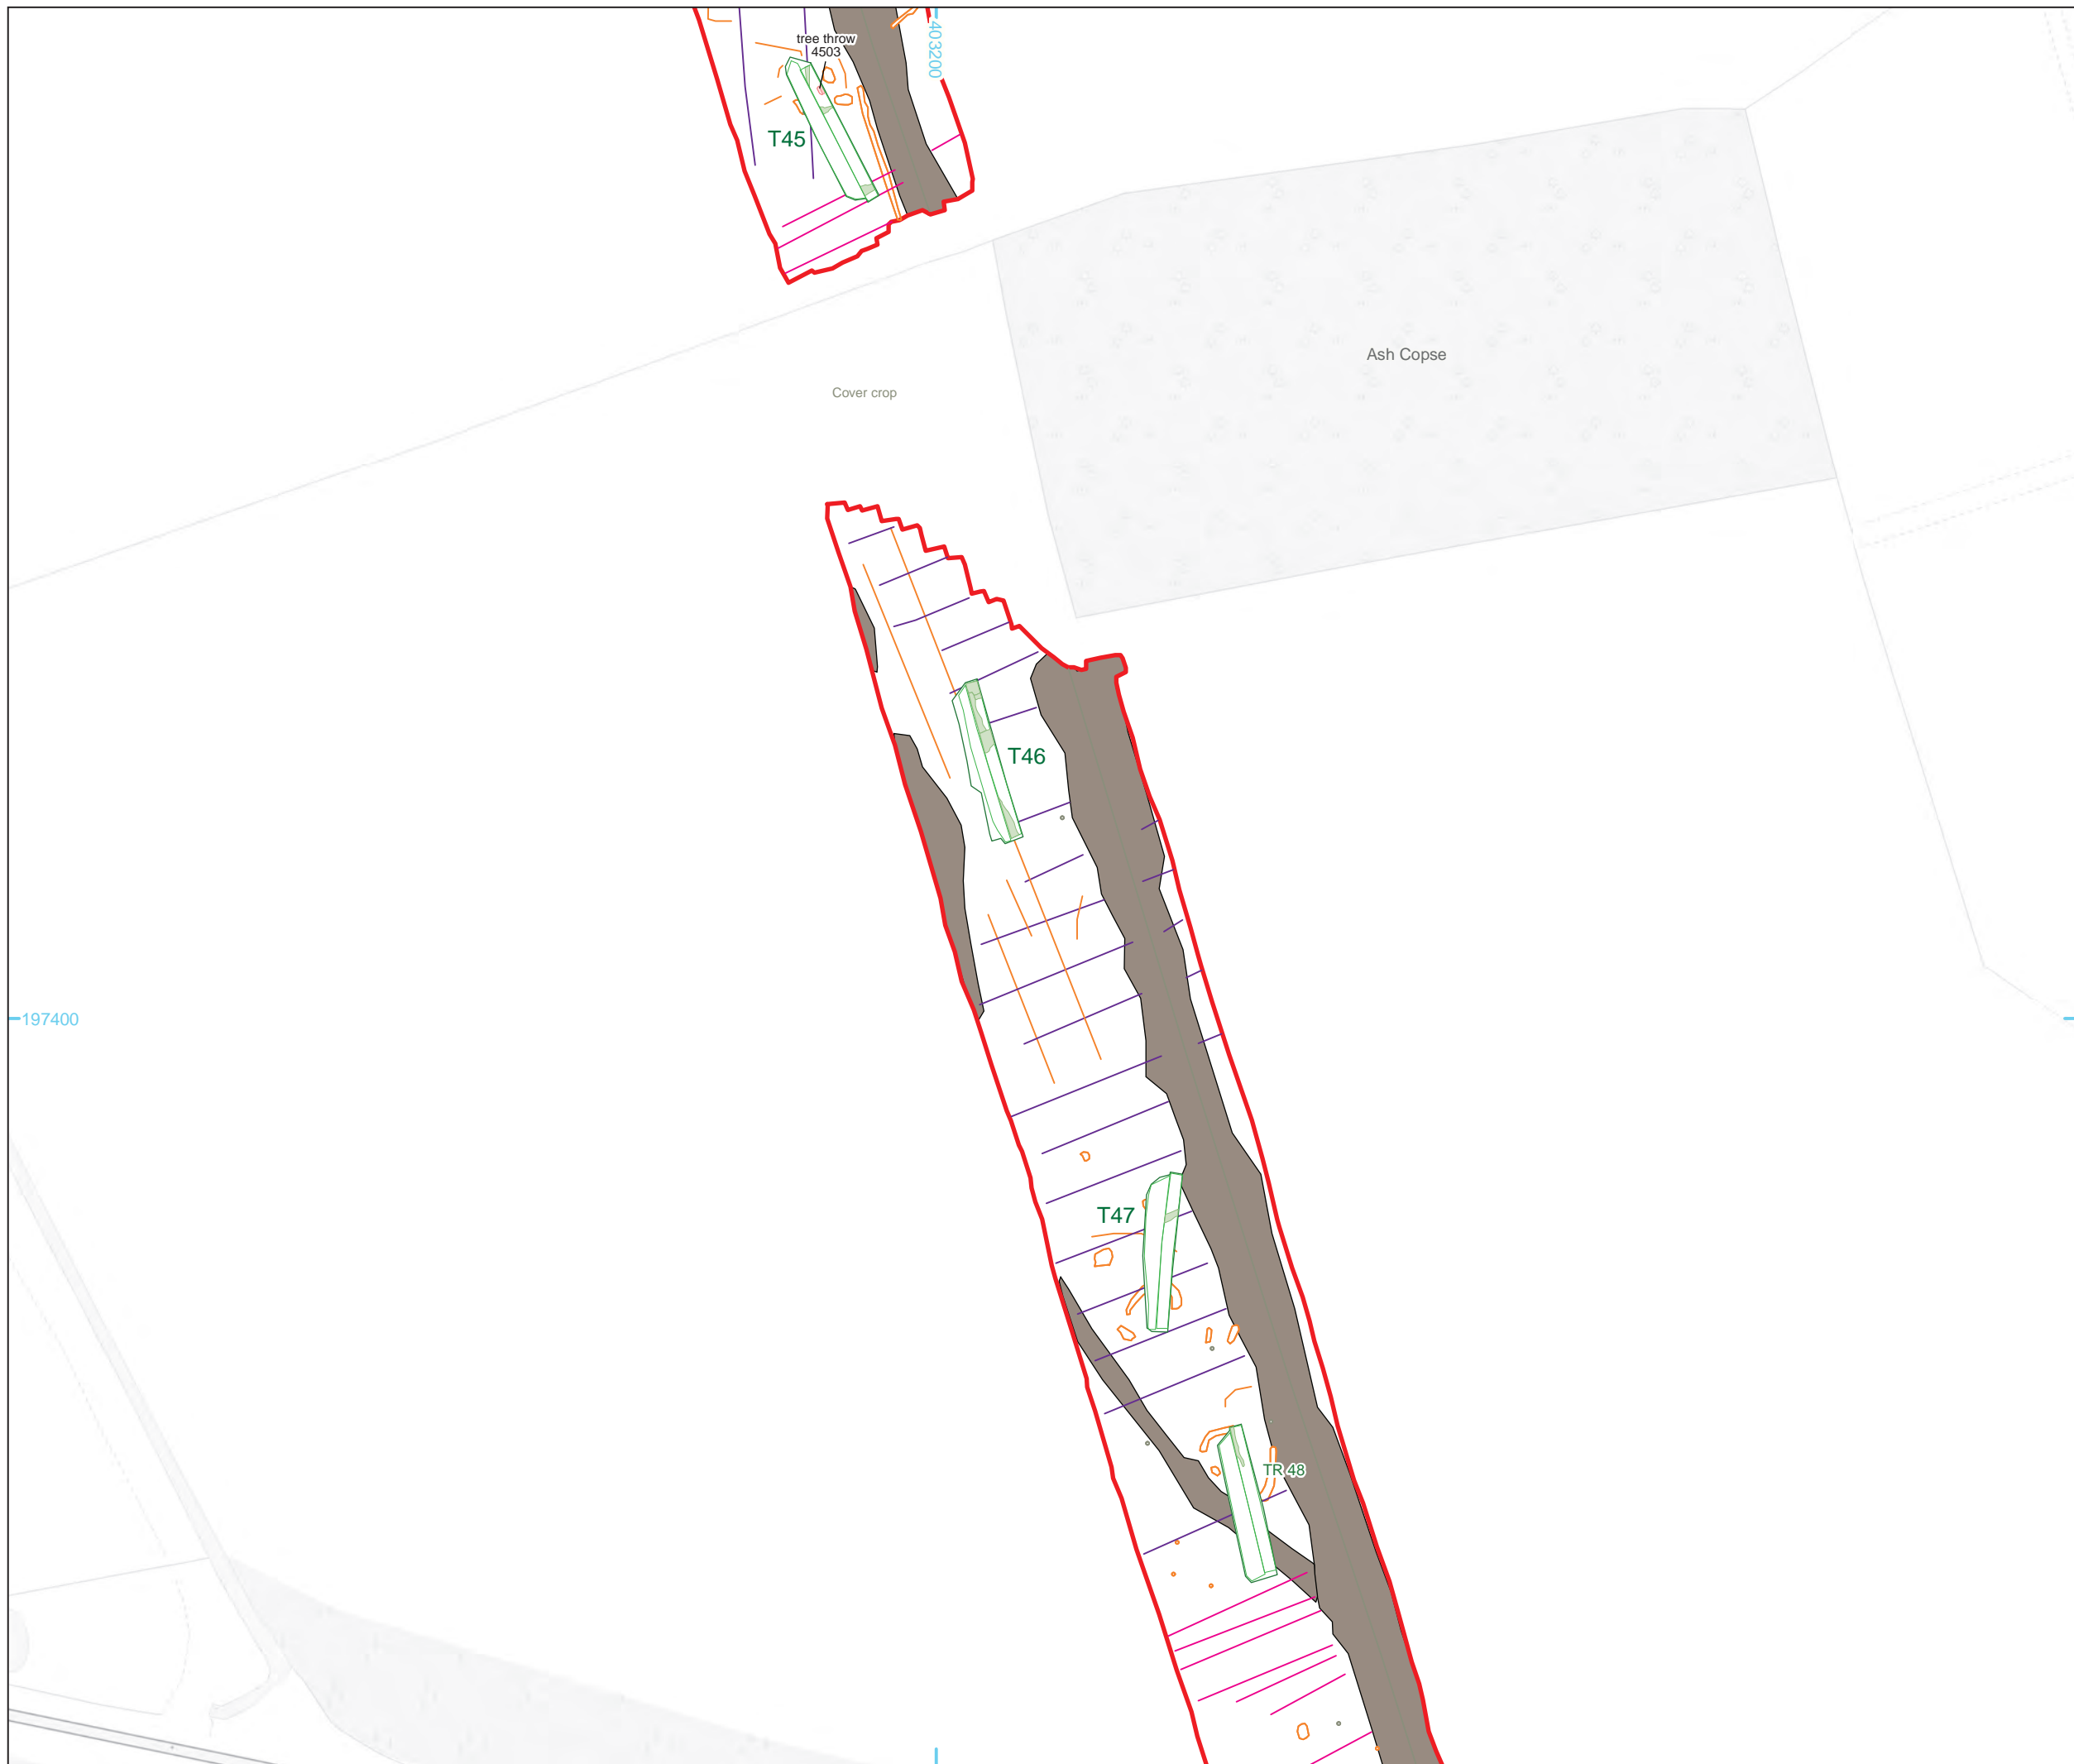 tree throw
4503
403200
T45
Ash Copse
Cover crop
T46
197400
T47
TR 48